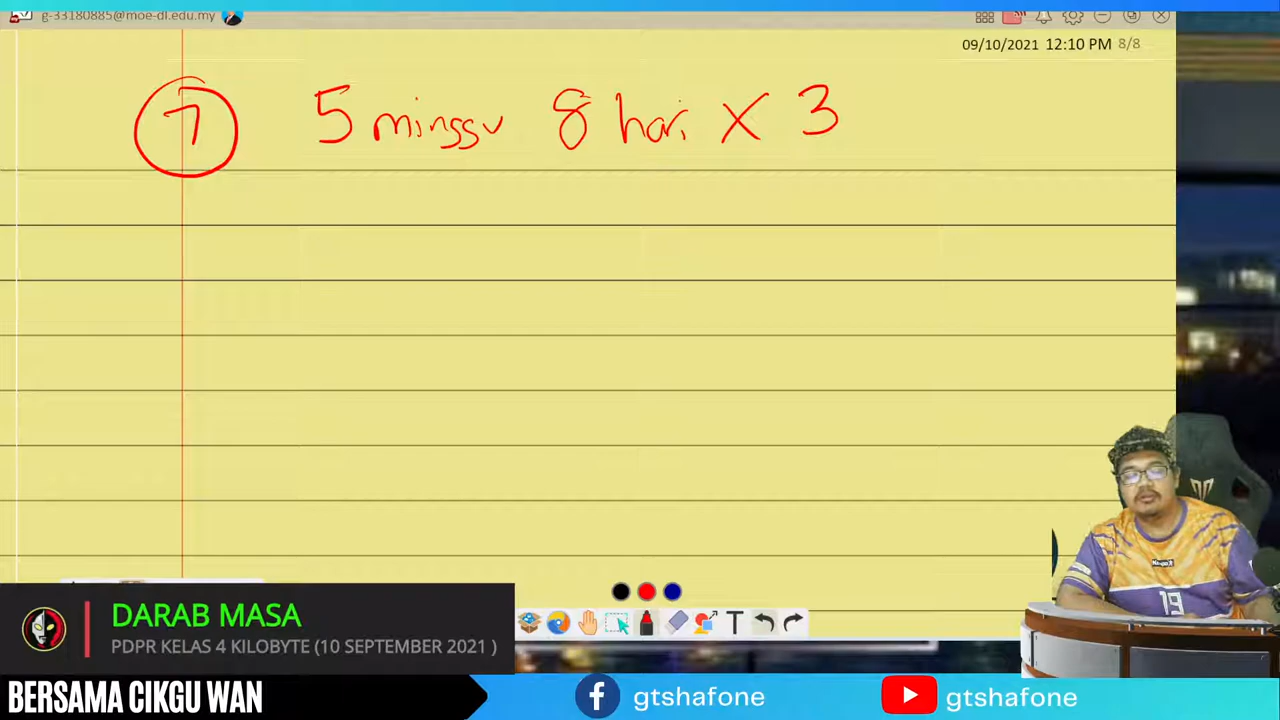 g-33180885@moe-dl.edu.my
09/10/2021 12:10 PM 8/8
7 5 minggu 8 hari X 3
19
DARAB MASA
PDPR KELAS 4 KILOBYTE (10 SEPTEMBER 2021 )
BERSAMA CIKGU WAN
gtshafone
gtshafone